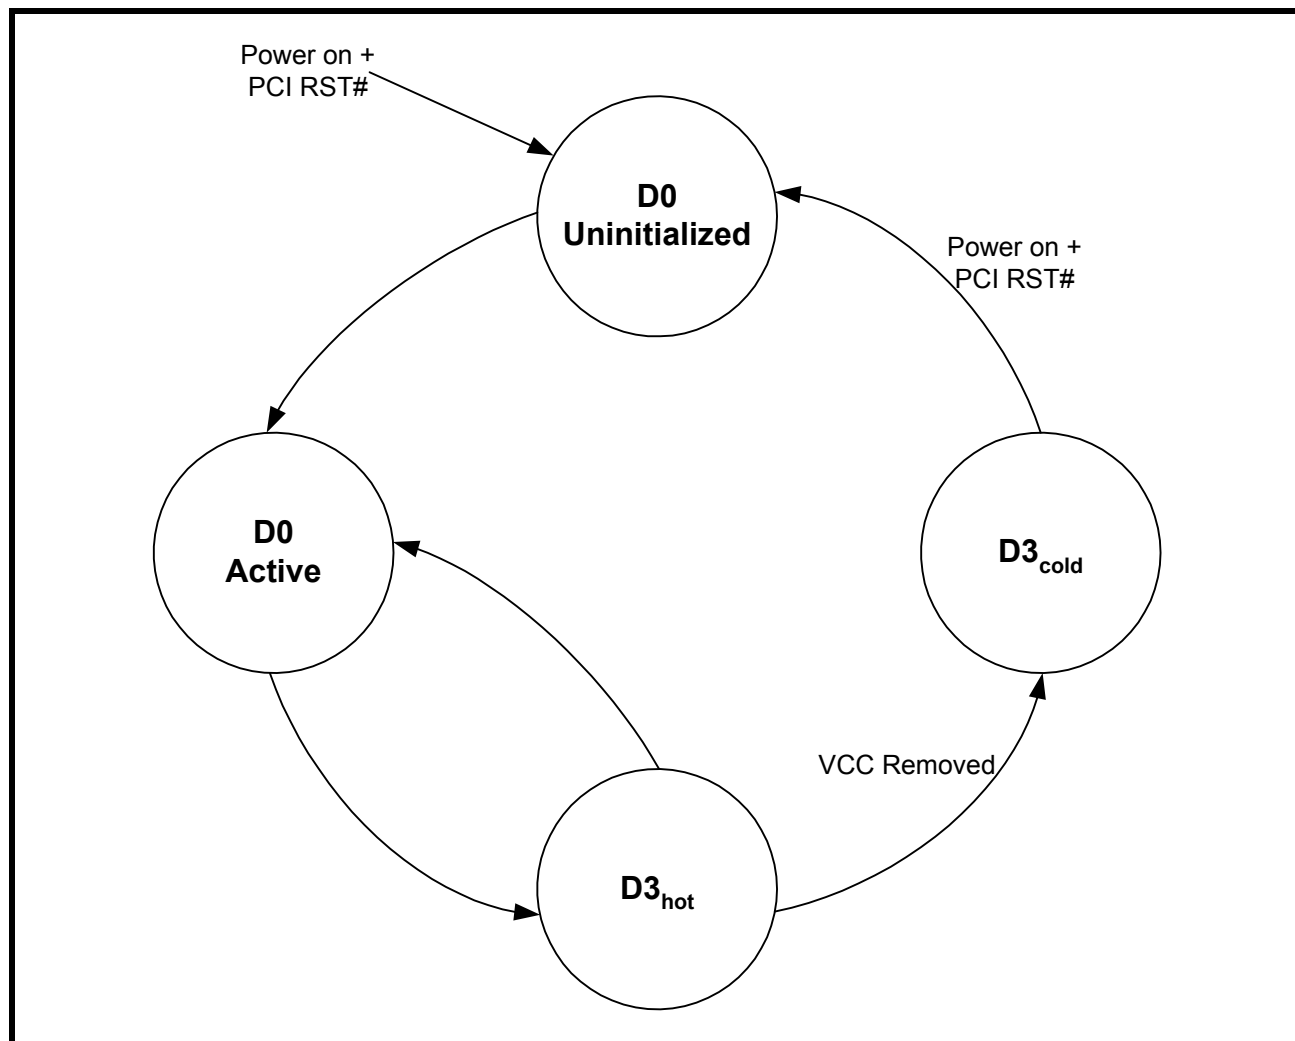 Power on +
PCI RST#
D0
Uninitialized
Power on +
PCI RST#
D0
Active
D3cold
VCC Removed
D3hot